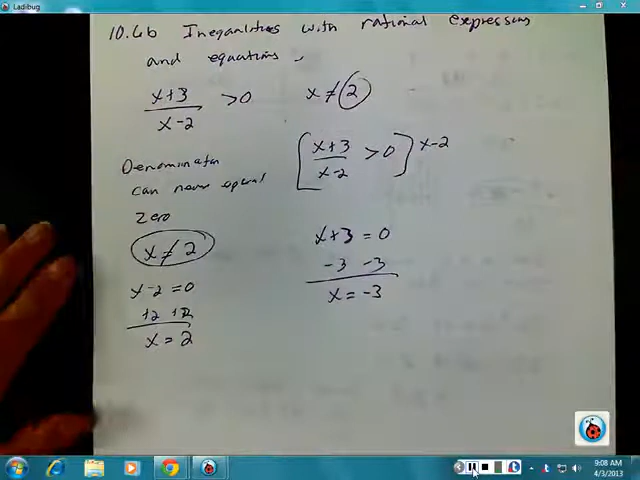 Ladibug
10.6b Inequalities with rational expressions
and equations.
x+3
x-2
>0
x ≠ 2
[x+3
x-2
>0] x-2
Denominator
can never equal
zero
x ≠ 2
x-2=0
+2 +2
x = 2
x+3 = 0
-3 -3
x = -3
9:08 AM
4/3/2013